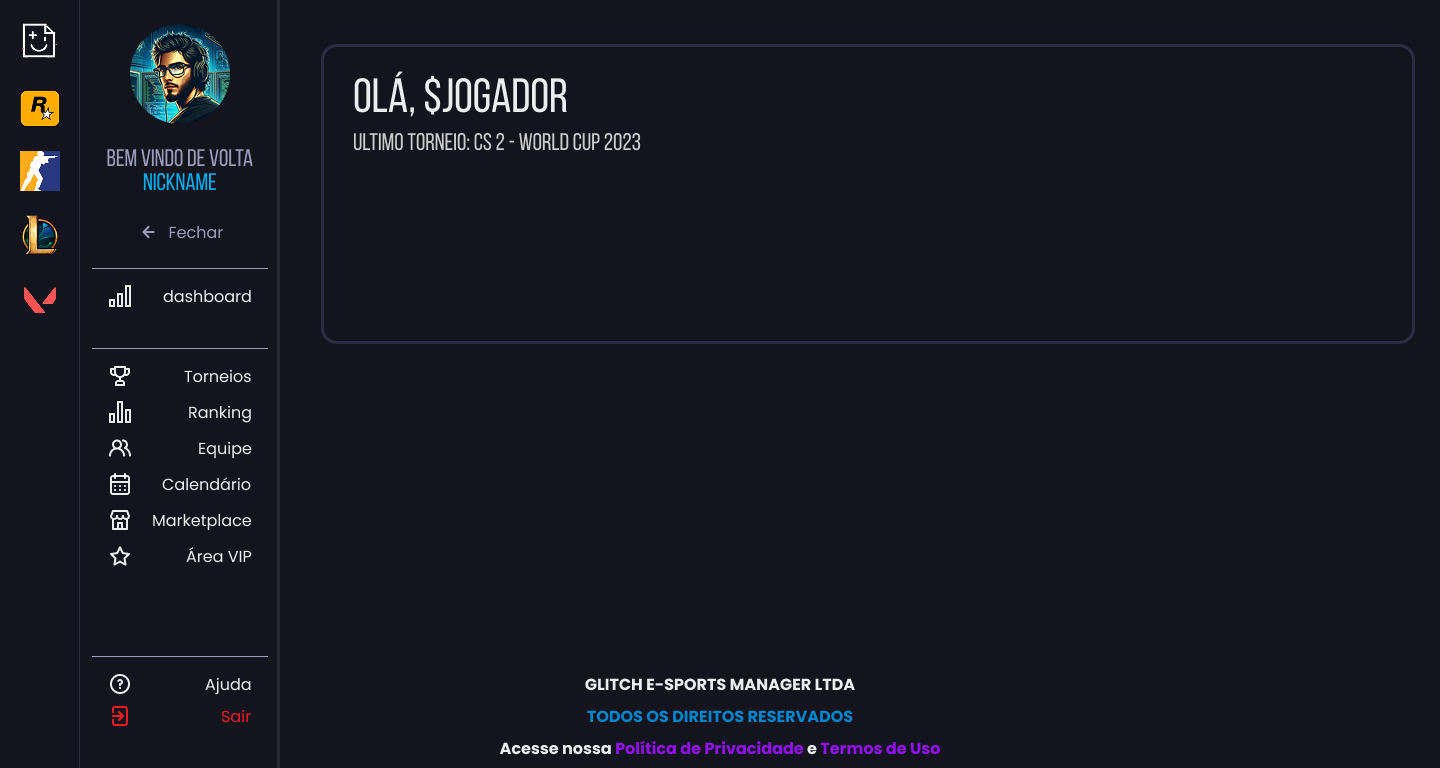 BEM VINDO DE VOLTA
NICKNAME
Fechar
dashboard
Torneios
Ranking
Equipe
Calendário
Marketplace
Área VIP
Ajuda
Sair
OLÁ, $JOGADOR
ULTIMO TORNEIO: CS 2 - WORLD CUP 2023
GLITCH E-SPORTS MANAGER LTDA
TODOS OS DIREITOS RESERVADOS
Acesse nossa Política de Privacidade e Termos de Uso